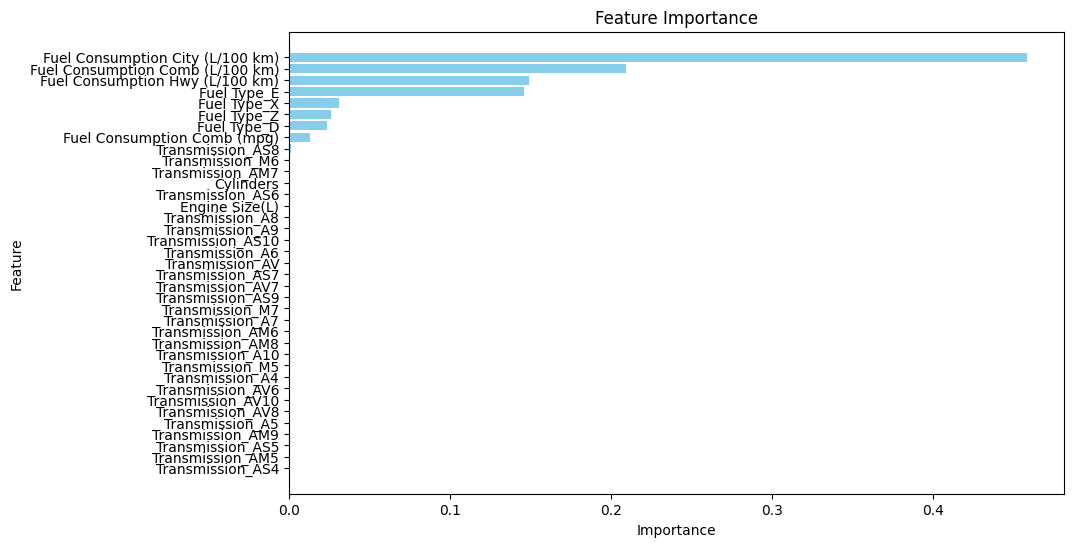 Feature Importance
Fuel Consumption City (L/100 km)
Fuel Consumption Comb (L/100 km)
Fuel Consumption Hwy (L/100 km)
Fuel Type_E
Fuel Type_X
Fuel Type_Z
Fuel Type_D
Fuel Consumption Comb (mpg)
Transmission_AS8
Transmission_M6
Transmission_AM7
Cylinders
Transmission_AS6
Engine Size(L)
Transmission_A8
Transmission_A9
Transmission_AS10
Transmission_A6
Transmission_AV
Transmission_AS7
Transmission_AV7
Transmission_AS9
Transmission_M7
Transmission_A7
Transmission_AM6
Transmission_AM8
Transmission_A10
Transmission_M5
Transmission_A4
Transmission_AV6
Transmission_AV10
Transmission_AV8
Transmission_A5
Transmission_AM9
Transmission_AS5
Transmission_AM5
Transmission_AS4
Feature
0.0 0.1 0.2 0.3 0.4
Importance